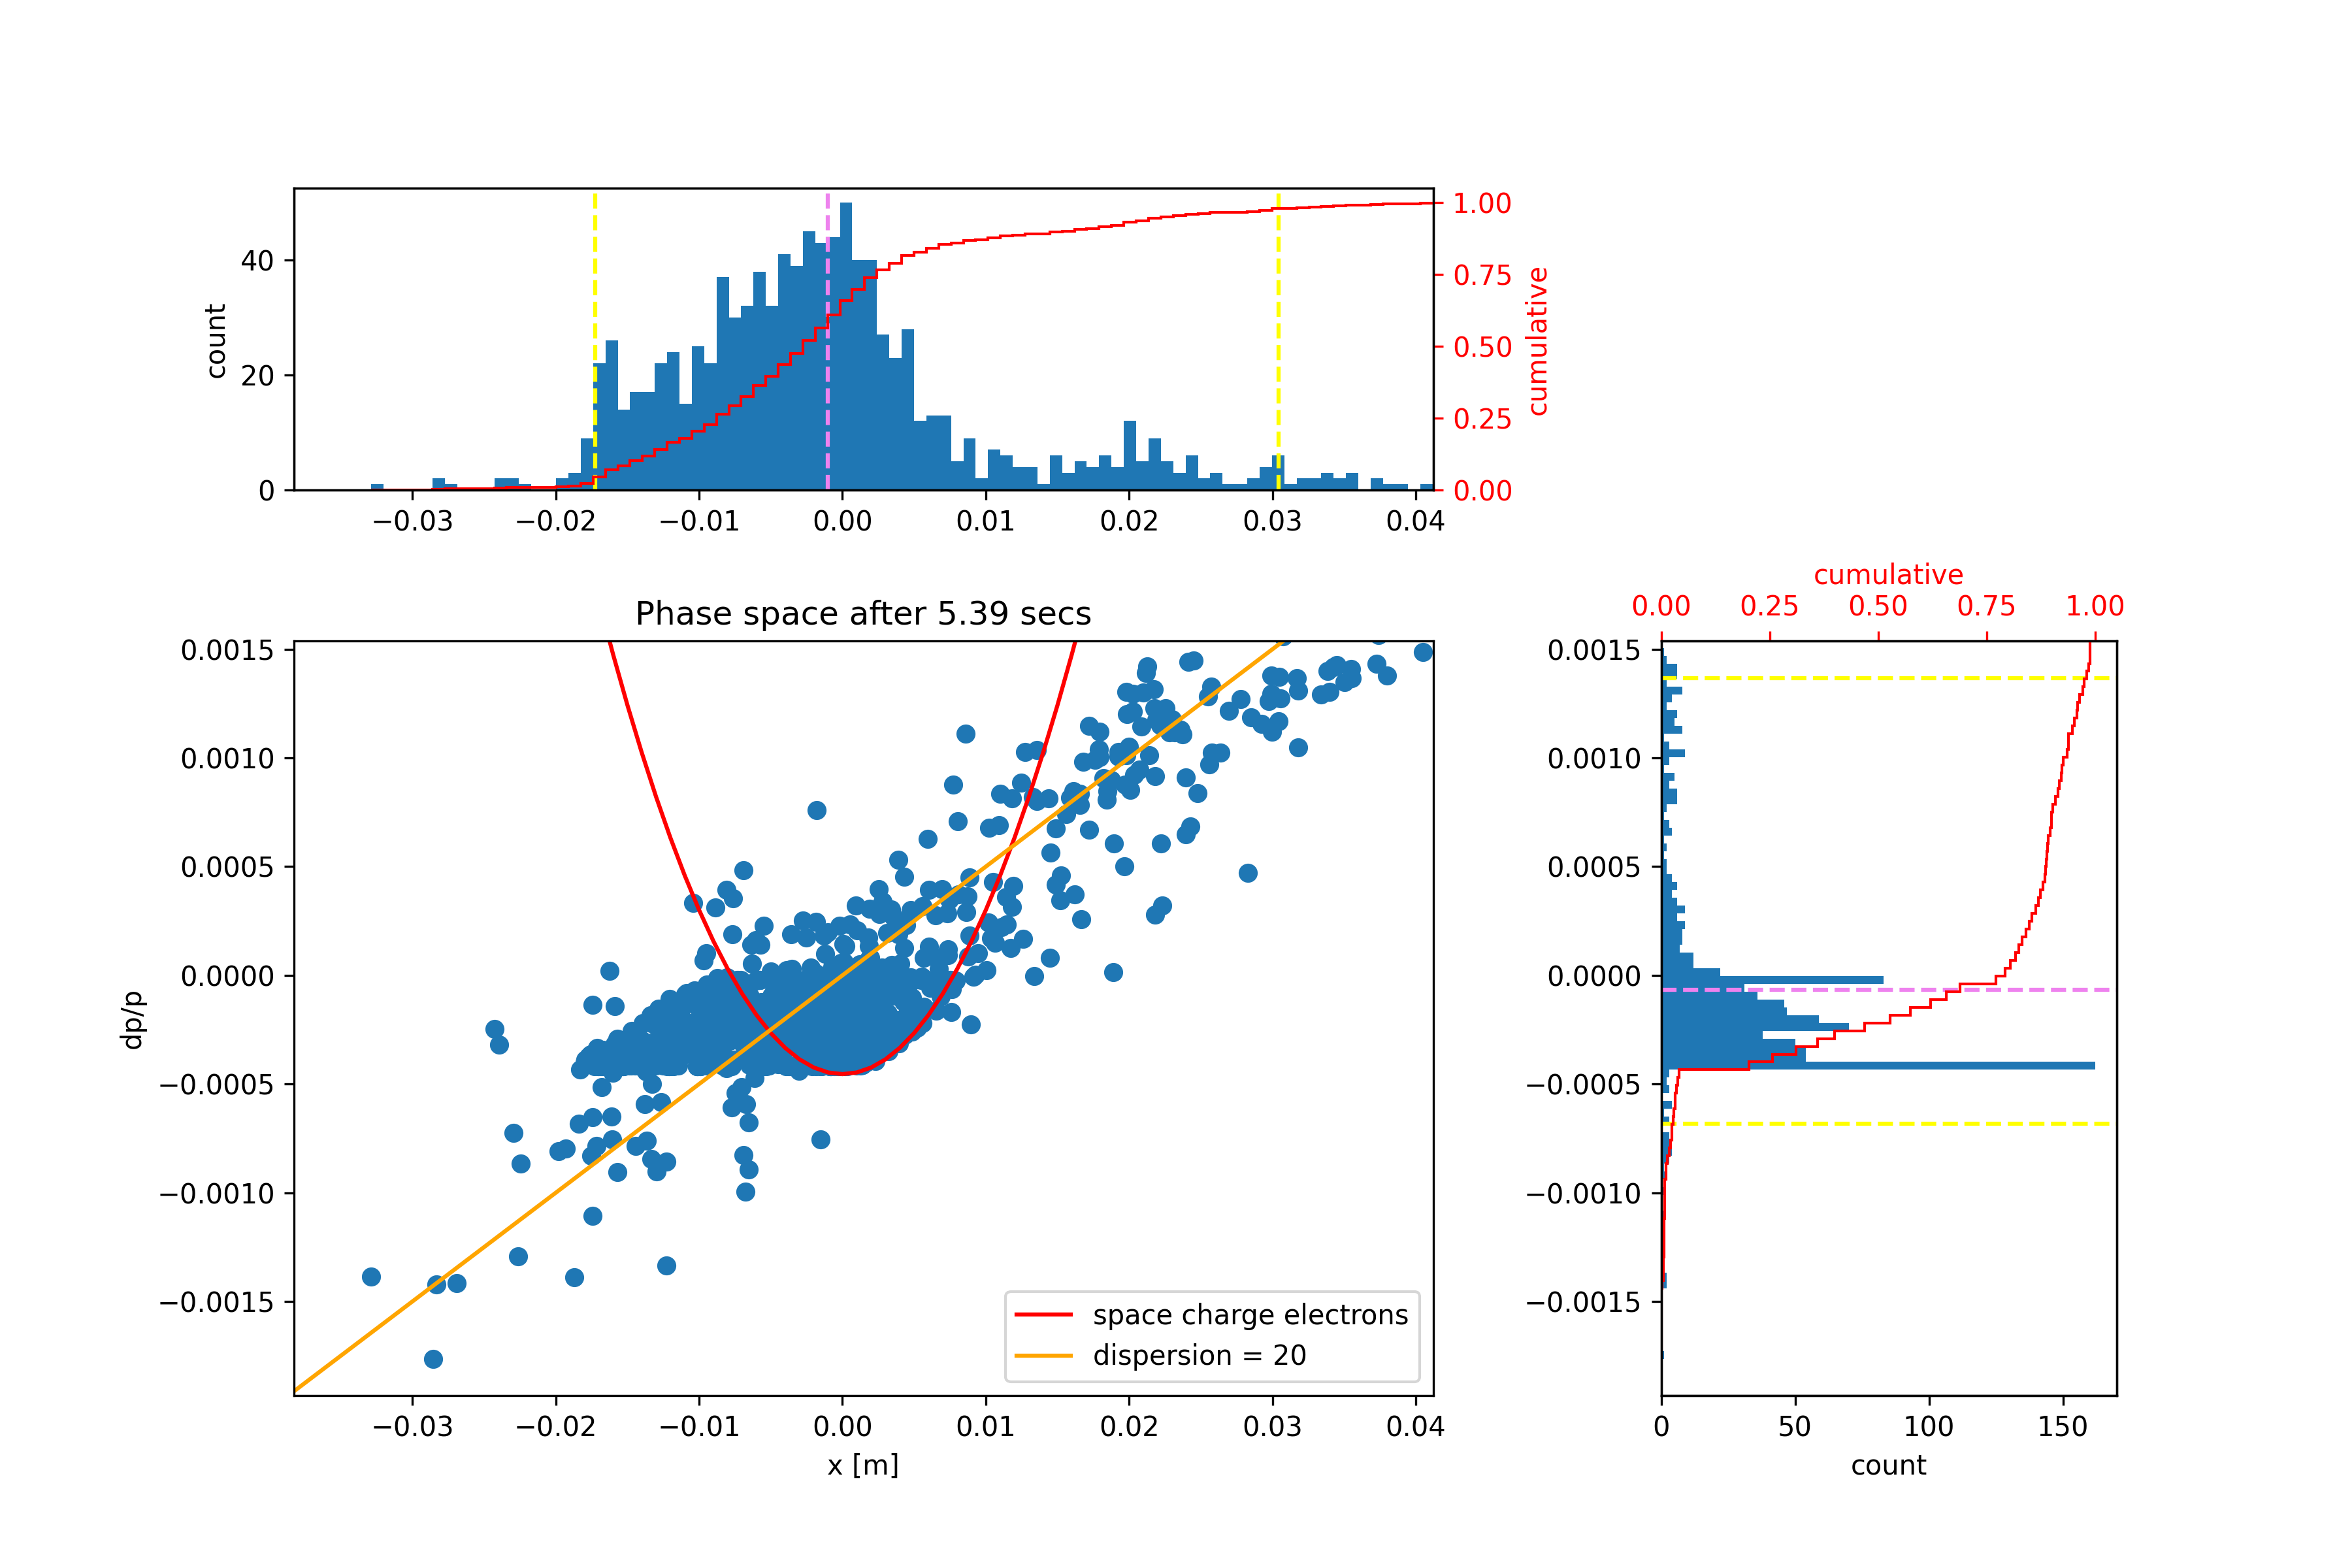 1.00
0.75
0.50
0.25
0.00
cumulative
40
20
0
count
−0.03 −0.02 −0.01 0.00 0.01 0.02 0.03 0.04
Phase space after 5.39 secs
0.0015
0.0010
0.0005
0.0000
−0.0005
−0.0010
−0.0015
dp/p
space charge electrons
dispersion = 20
−0.03 −0.02 −0.01 0.00 0.01 0.02 0.03 0.04
x [m]
cumulative
0.00 0.25 0.50 0.75 1.00
0.0015
0.0010
0.0005
0.0000
−0.0005
−0.0010
−0.0015
0 50 100 150
count